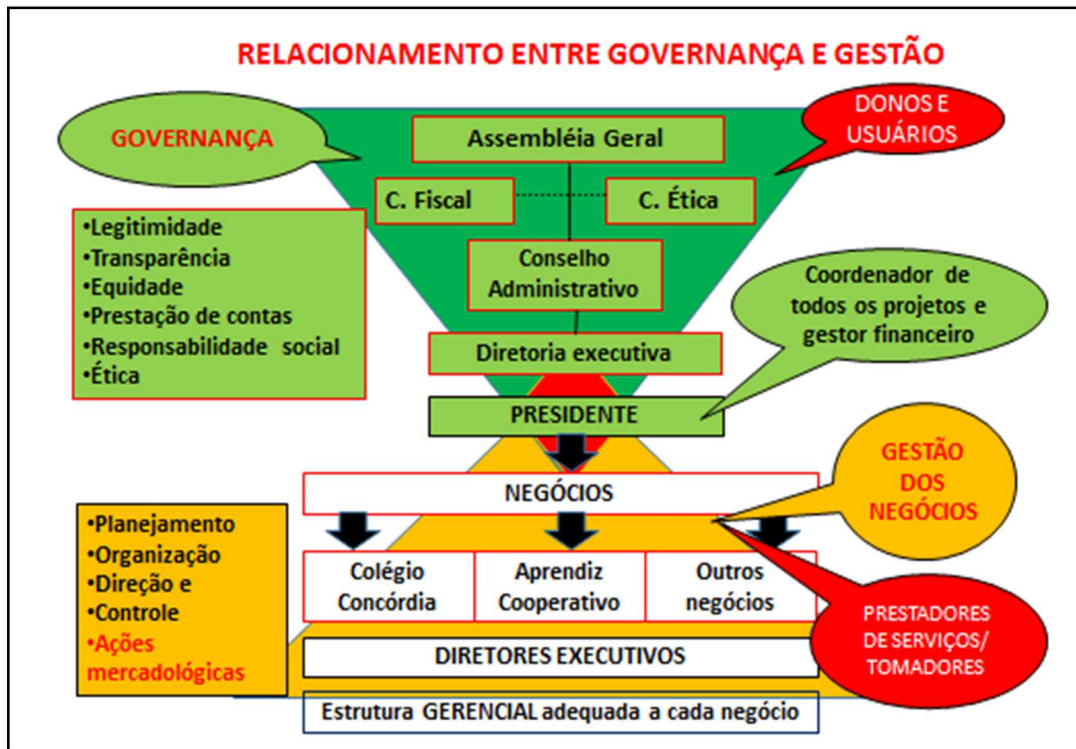 RELACIONAMENTO ENTRE GOVERNANÇA E GESTÃO
GOVERNANÇA
DONOS E
USUÁRIOS
Assembléia Geral
C. Fiscal
C. Ética
•Legitimidade
•Transparência
•Equidade
•Prestação de contas
•Responsabilidade social
•Ética
Conselho
Administrativo
Diretoria executiva
Coordenador de
todos os projetos e
gestor financeiro
PRESIDENTE
NEGÓCIOS
GESTÃO
DOS
NEGÓCIOS
•Planejamento
•Organização
•Direção e
•Controle
•Ações
mercadológicas
Colégio
Concórdia
Aprendiz
Cooperativo
Outros
negócios
PRESTADORES
DE SERVIÇOS/
TOMADORES
DIRETORES EXECUTIVOS
Estrutura GERENCIAL adequada a cada negócio